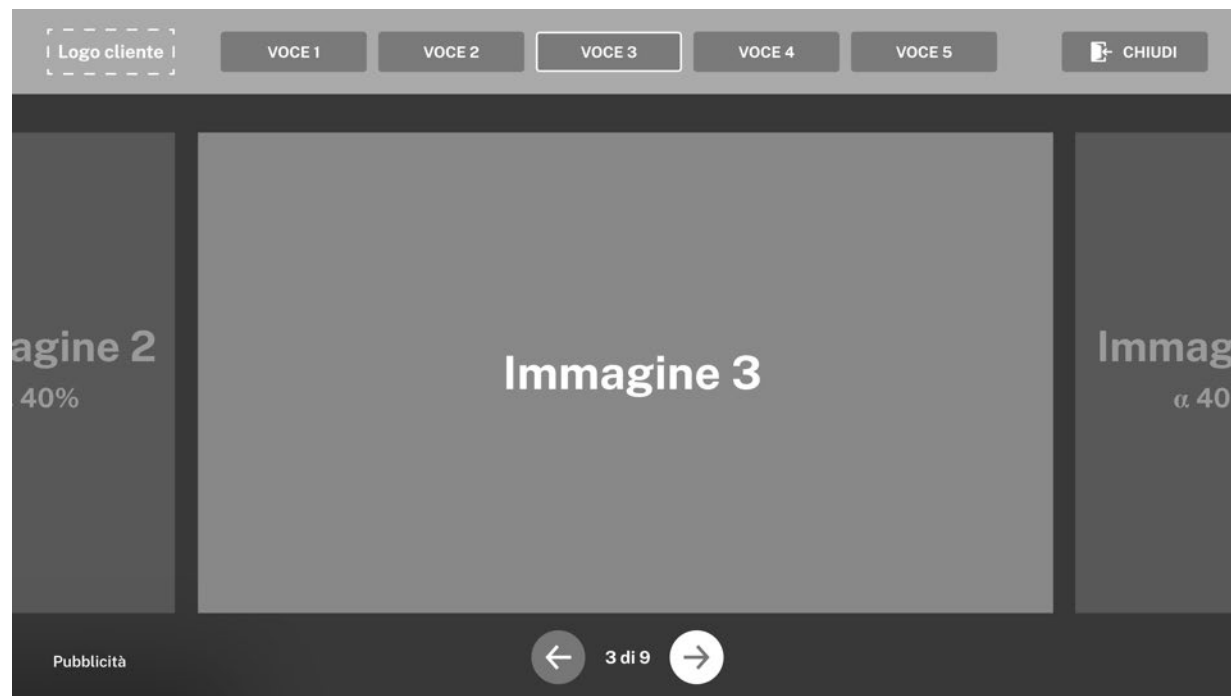 Logo cliente
VOCE 1
VOCE 2
VOCE 3
VOCE 4
VOCE 5
CHIUDI
agine 2
40%
Immagine 3
Immag
α 40
Pubblicità
3 di 9